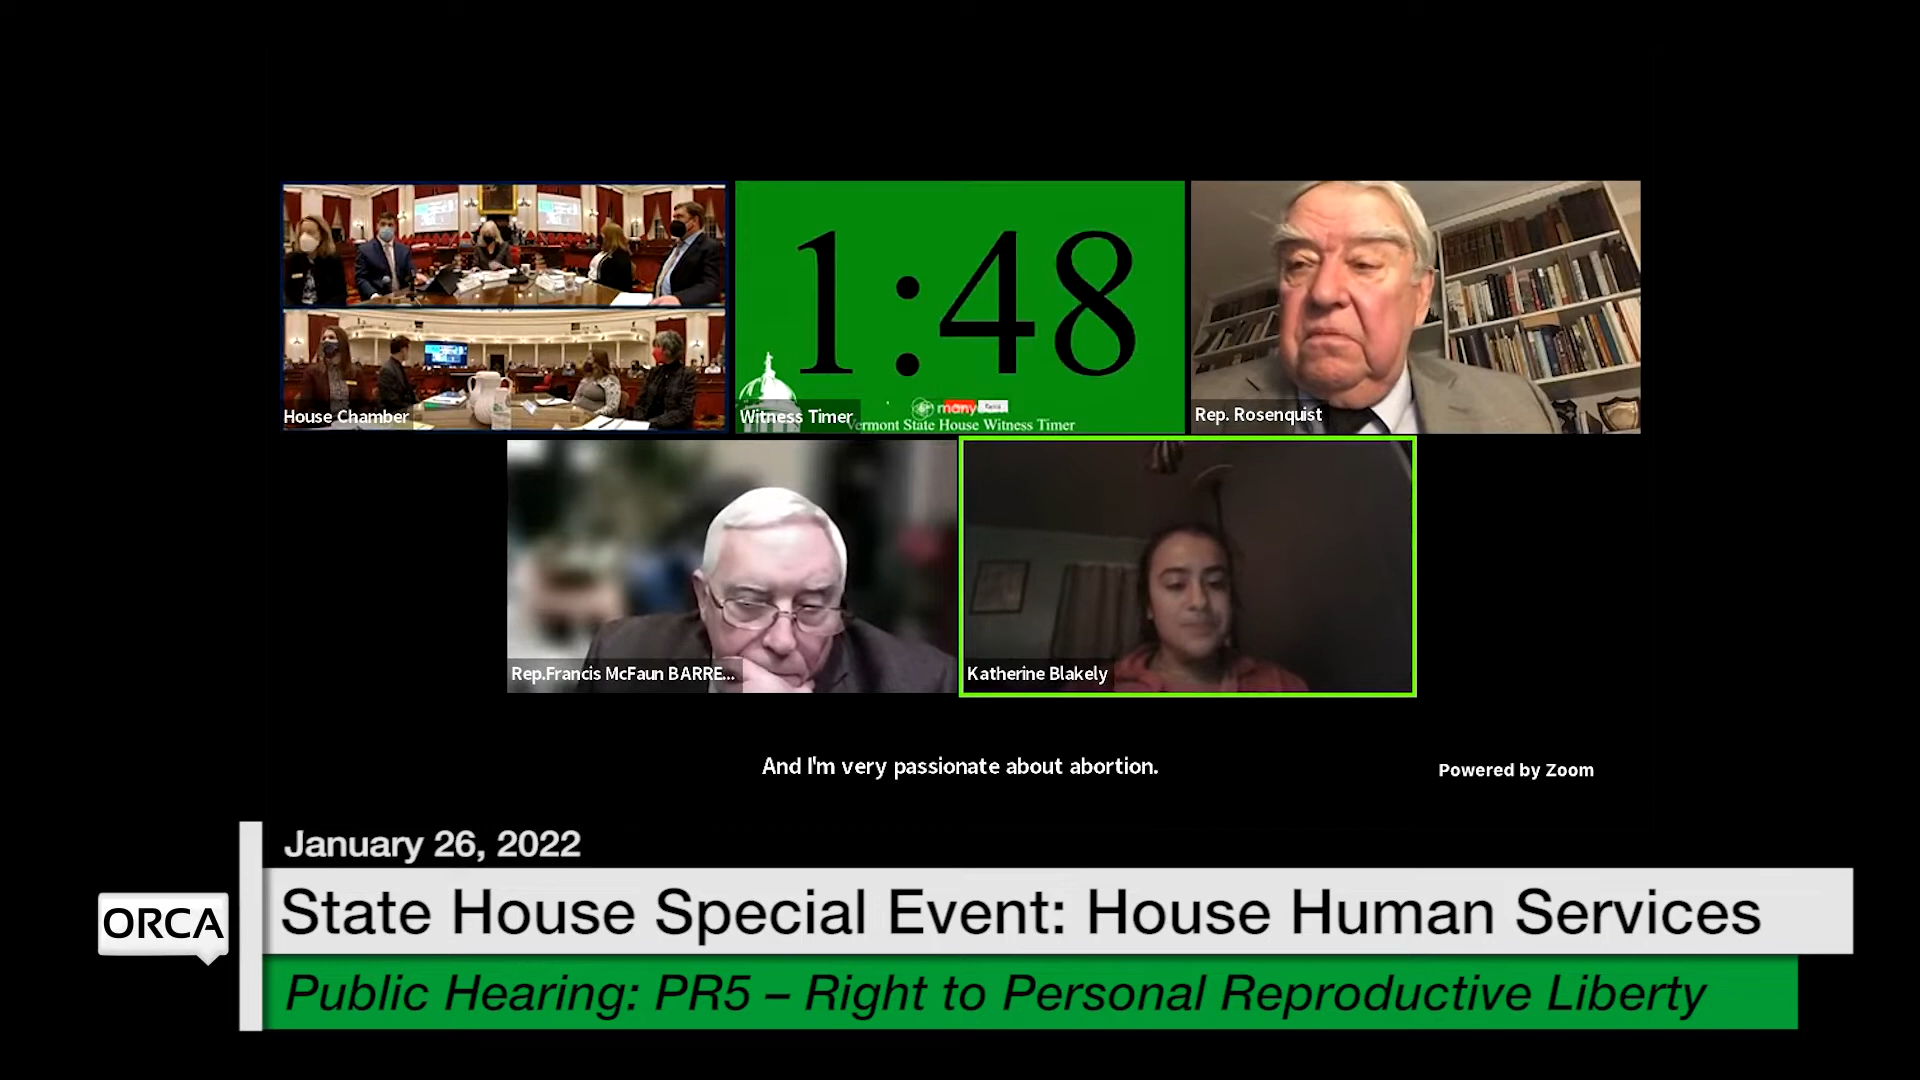 House Chamber
1:48
Witness Timer
many
Vermont State House Witness Timer
Rep. Rosenquist
Rep.Francis McFaun BARRE...
Katherine Blakely
And I'm very passionate about abortion.
Powered by Zoom
January 26, 2022
ORCA
State House Special Event: House Human Services
Public Hearing: PR5 – Right to Personal Reproductive Liberty